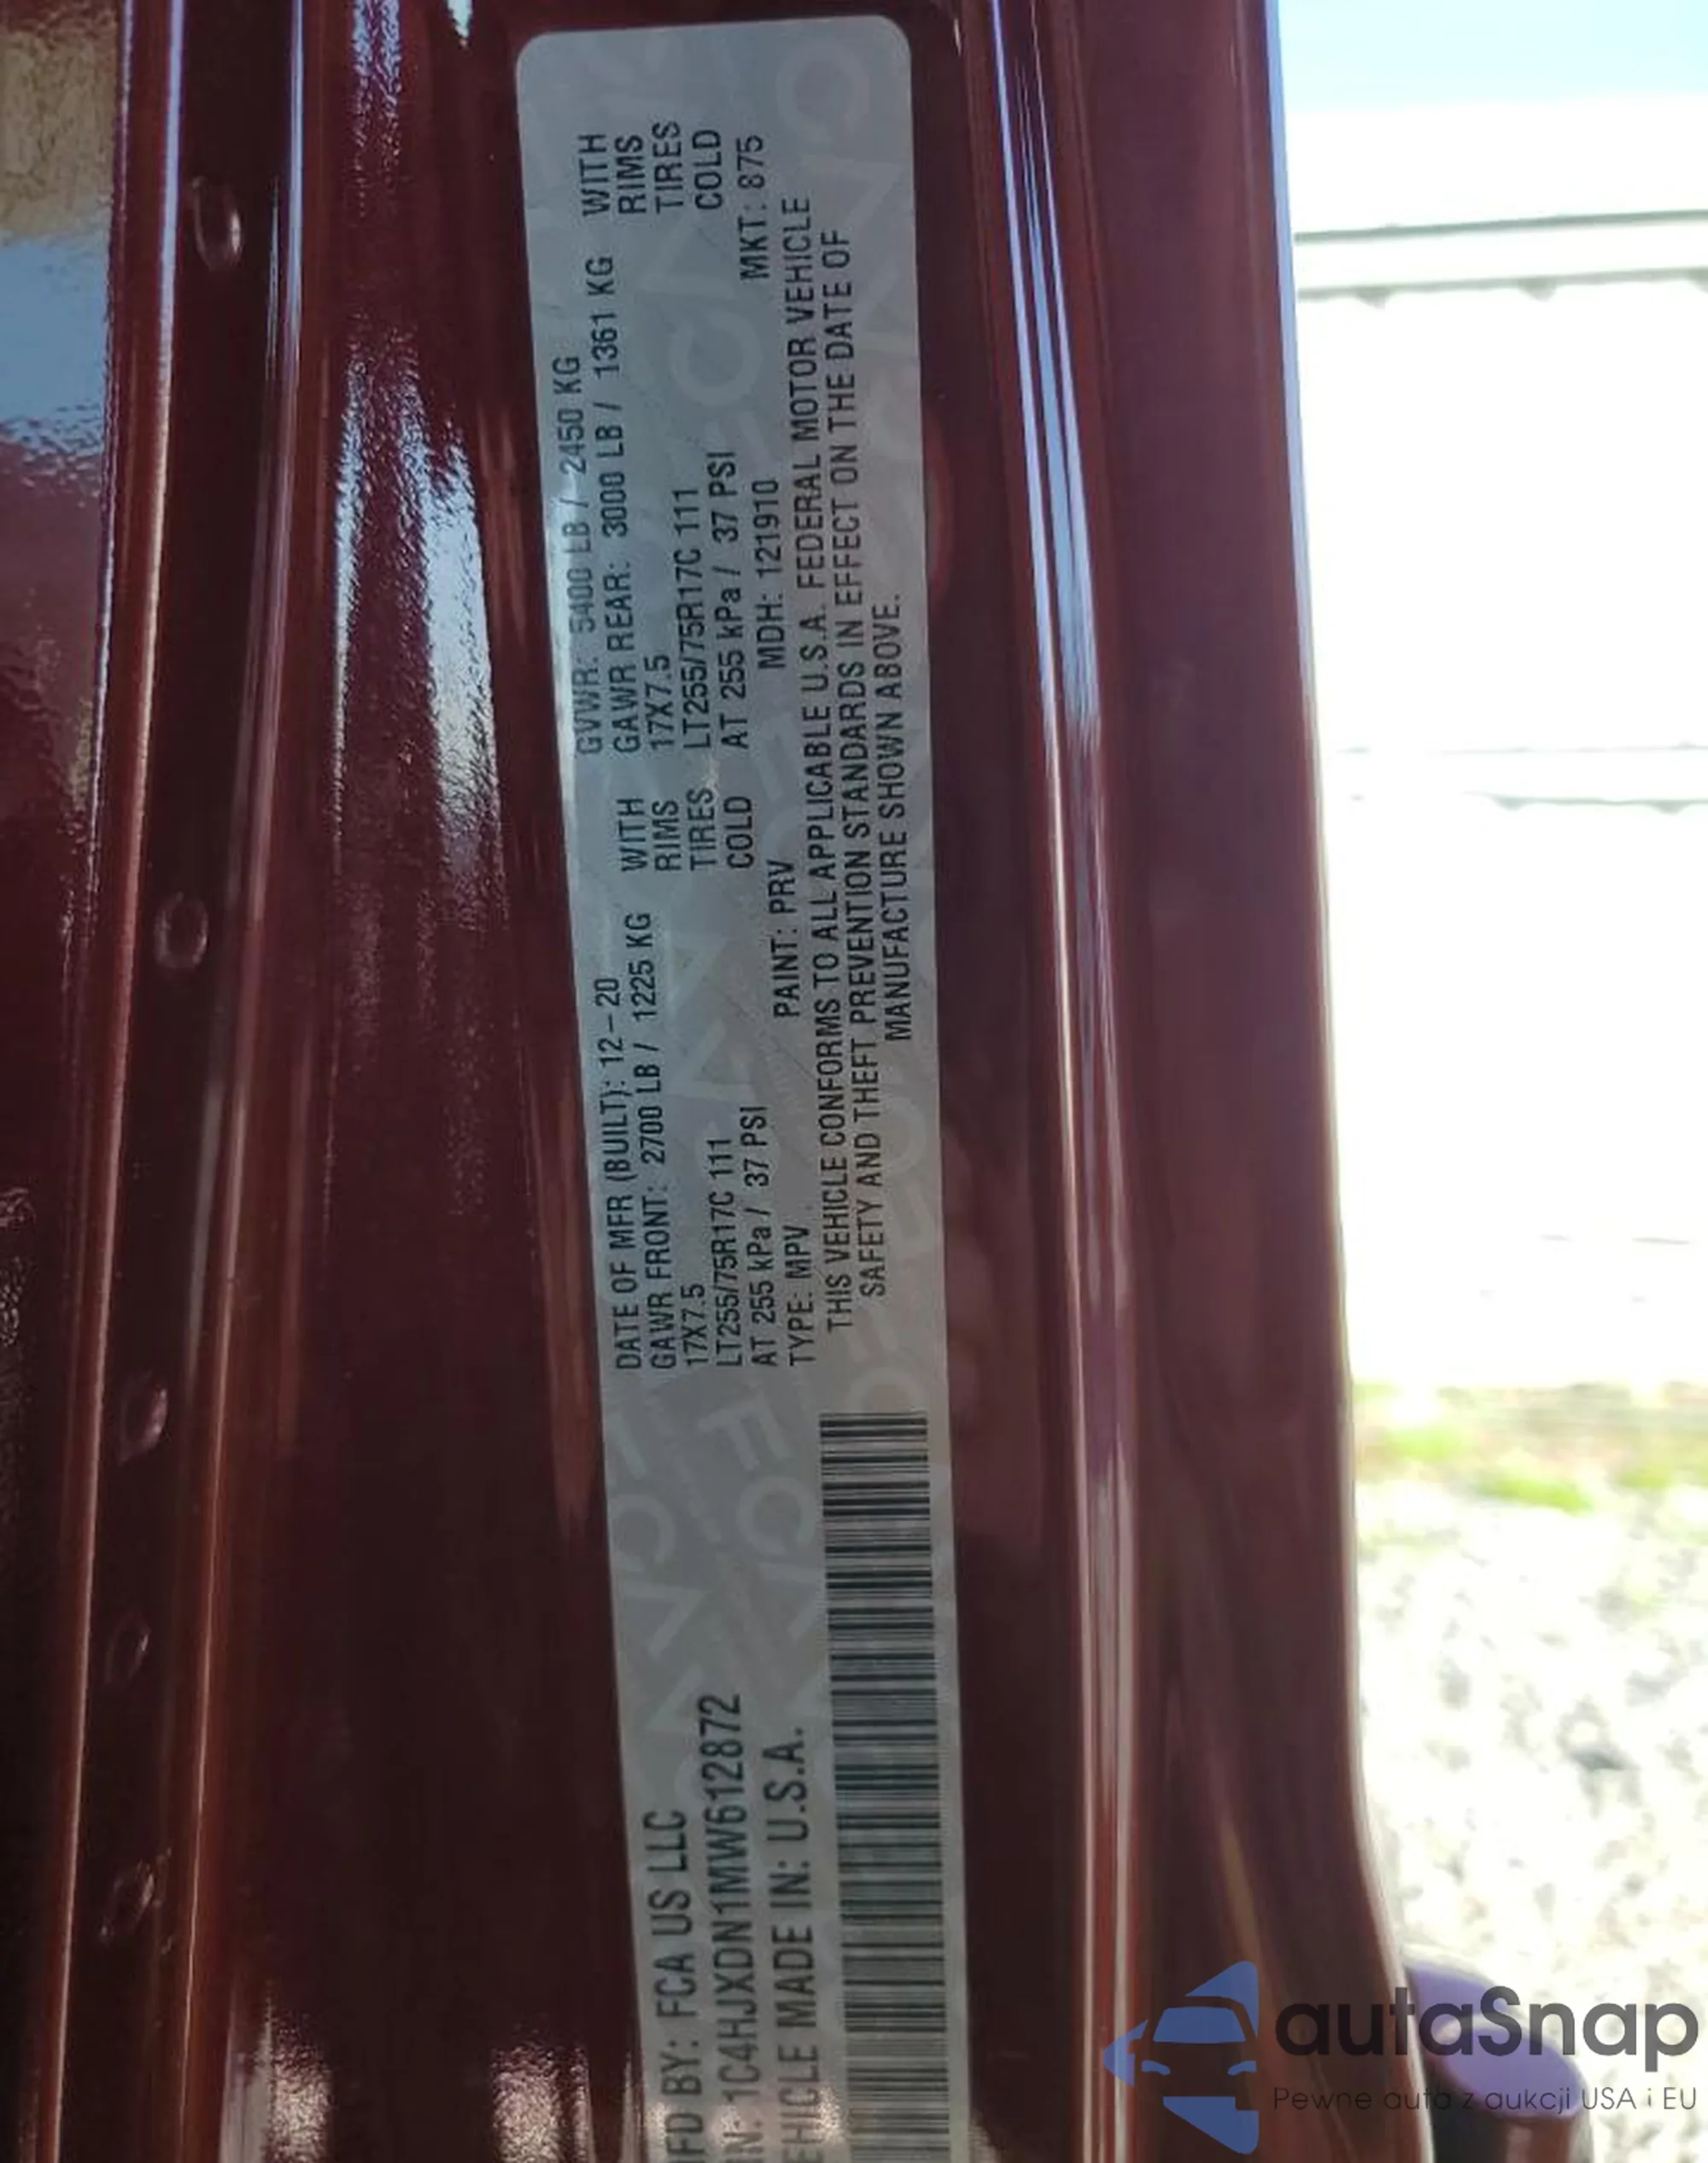 MFD BY: FCA US LLC
VIN: 1C4HJXDN1MW612872
VEHICLE MADE IN: U.S.A.
DATE OF MFR (BUILT): 12-20
GVWR: 5400 LB / 2450 KG
GAWR FRONT: 2700 LB / 1225 KG WITH
17X7.5 RIMS
LT255/75R17C 111 TIRES
AT 255 kPa / 37 PSI COLD
GAWR REAR: 3000 LB / 1361 KG WITH
17X7.5 RIMS
LT255/75R17C 111 TIRES
AT 255 kPa / 37 PSI COLD
TYPE: MPV PAINT: PRV MDH: 121910 MKT: 875
THIS VEHICLE CONFORMS TO ALL APPLICABLE U.S.A. FEDERAL MOTOR VEHICLE
SAFETY AND THEFT PREVENTION STANDARDS IN EFFECT ON THE DATE OF
MANUFACTURE SHOWN ABOVE.
autaSnap
Pewne auta z aukcji USA i EU